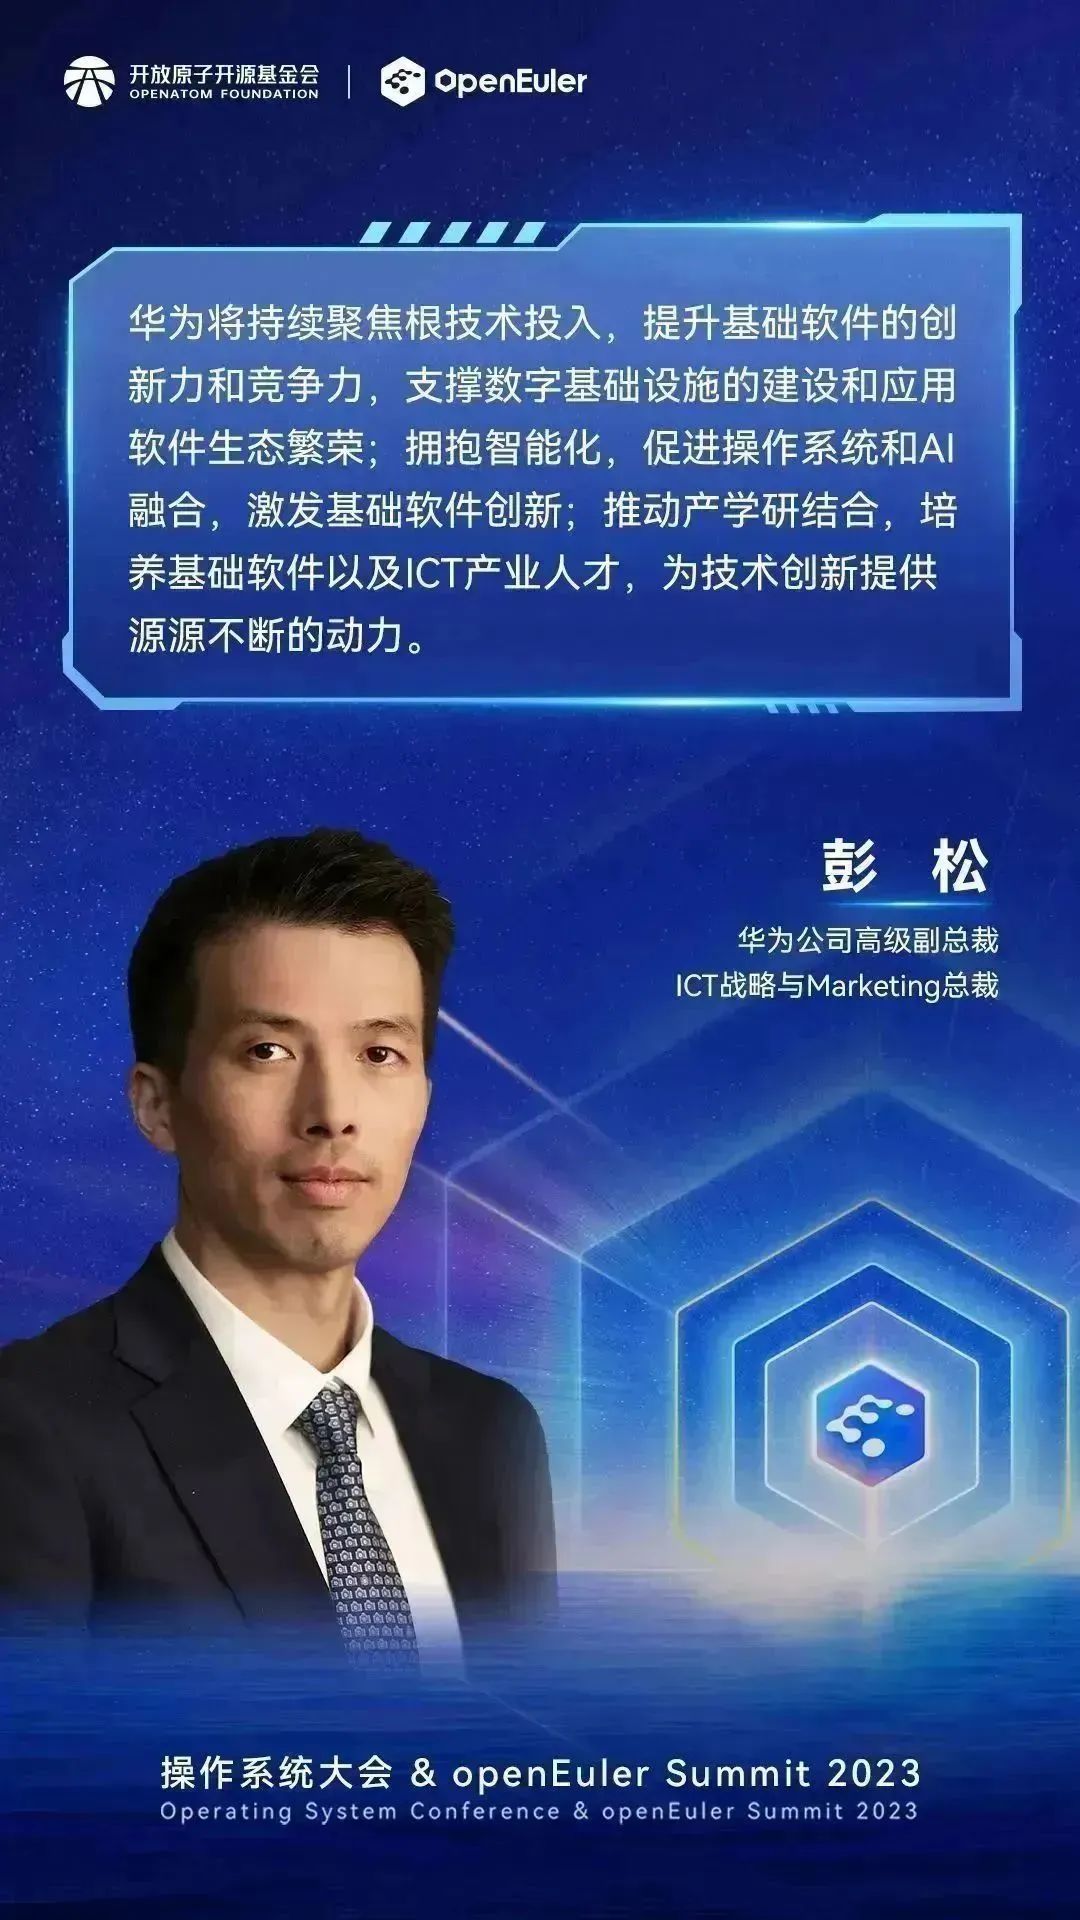 开放原子开源基金会
OPENATOM FOUNDATION
OpenEuler
华为将持续聚焦根技术投入，提升基础软件的创
新力和竞争力，支撑数字基础设施的建设和应用
软件生态繁荣；拥抱智能化，促进操作系统和AI
融合，激发基础软件创新；推动产学研结合，培
养基础软件以及ICT产业人才，为技术创新提供
源源不断的动力。
彭 松
华为公司高级副总裁
ICT战略与Marketing总裁
操作系统大会 & openEuler Summit 2023
Operating System Conference & openEuler Summit 2023